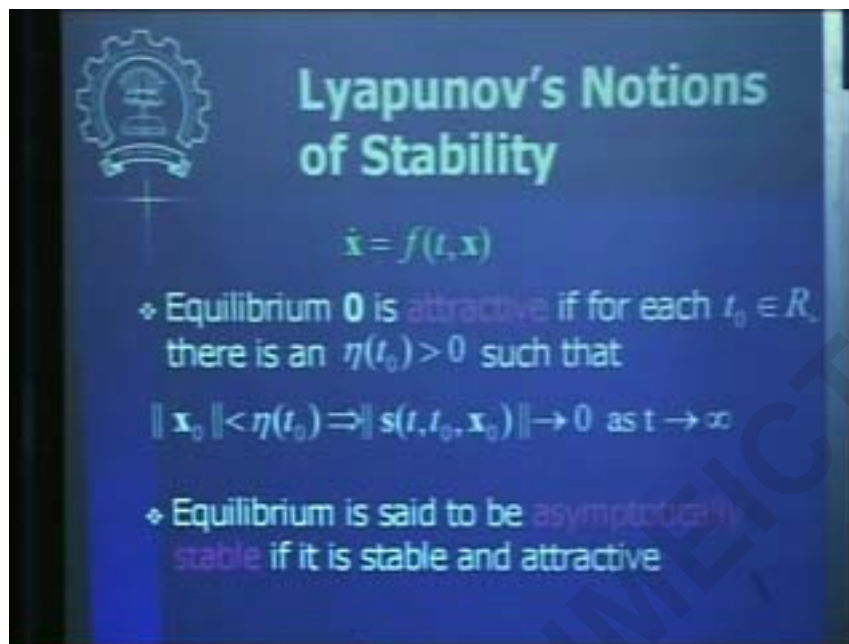 Lyapunov's Notions
of Stability
ẋ = f(t, x)
❖ Equilibrium 0 is attractive if for each t₀ ∈ R₊
there is an η(t₀) > 0 such that
‖ x₀ ‖< η(t₀) ⇒‖ s(t, t₀, x₀) ‖→ 0 as t → ∞
❖ Equilibrium is said to be asymptotically
stable if it is stable and attractive
IMEICT